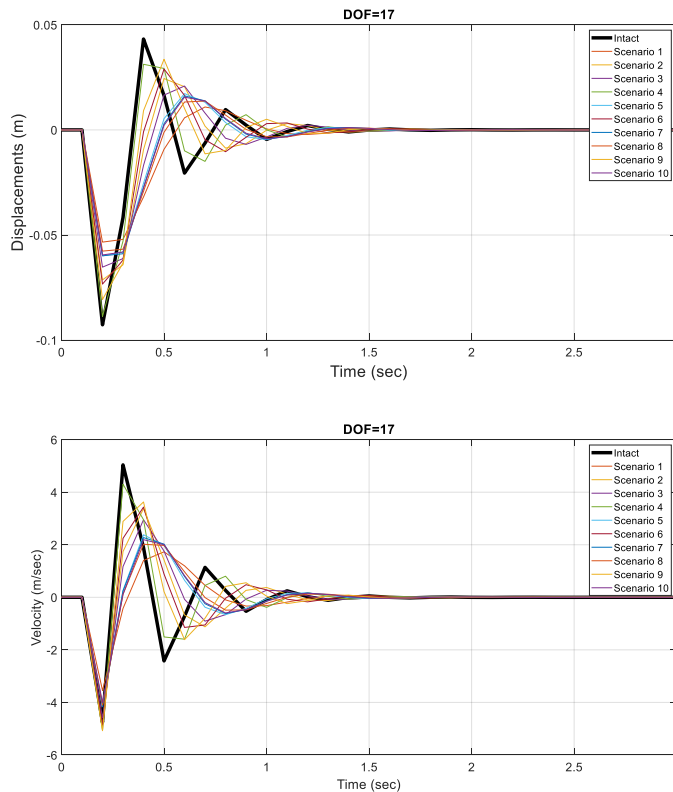 DOF=17
0.05
0
-0.05
-0.1
Displacements (m)
0 0.5 1 1.5 2 2.5
Time (sec)
Intact
Scenario 1
Scenario 2
Scenario 3
Scenario 4
Scenario 5
Scenario 6
Scenario 7
Scenario 8
Scenario 9
Scenario 10
DOF=17
6
4
2
0
-2
-4
-6
Velocity (m/sec)
0 0.5 1 1.5 2 2.5
Time (sec)
Intact
Scenario 1
Scenario 2
Scenario 3
Scenario 4
Scenario 5
Scenario 6
Scenario 7
Scenario 8
Scenario 9
Scenario 10